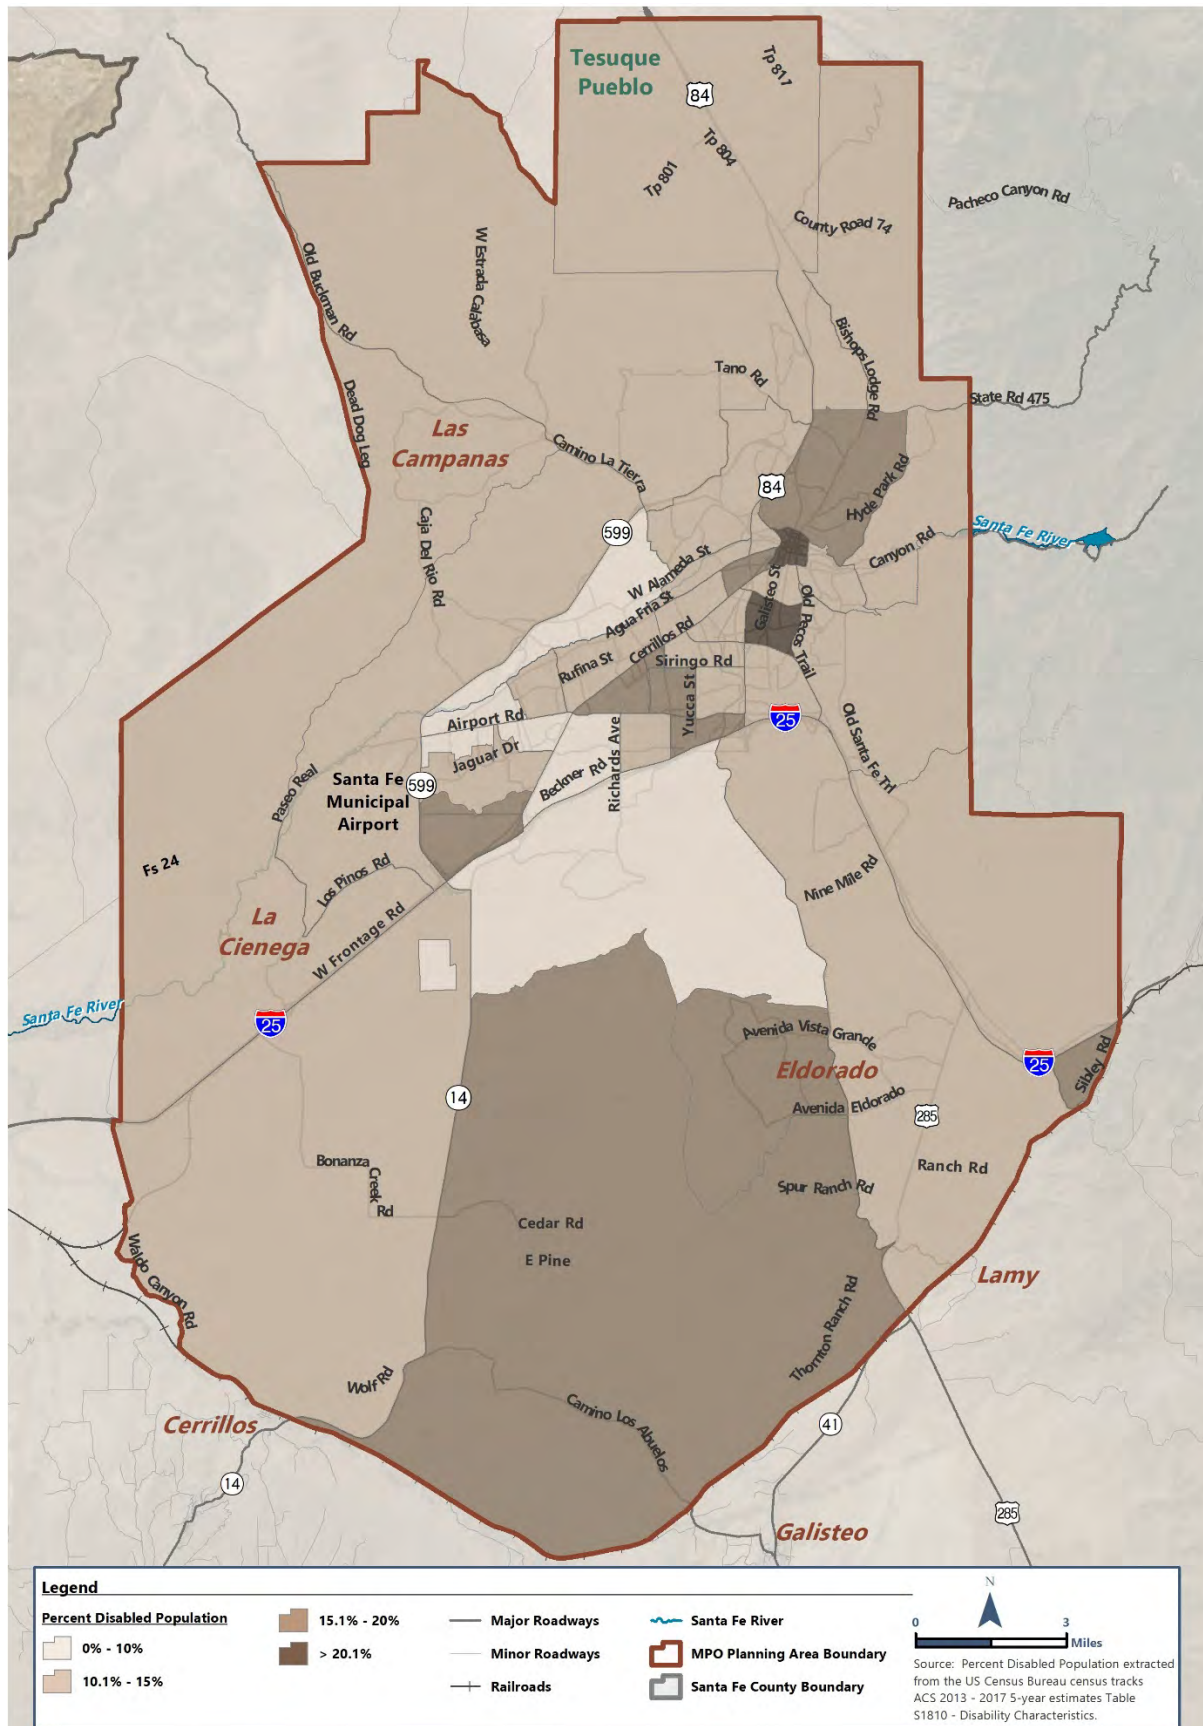 Tesuque
Pueblo
Tp 811
84
Tp 804
Tp 801
Pacheco Canyon Rd
County Road 74
W Estrada Calabasa
Old Buckman Rd
Bishops Lodge Rd
Tano Rd
State Rd 475
Dead Dog Leg
Las
Campanas
Camino La Tierra
84
Hyde Park Rd
Caja Del Rio Rd
599
Santa Fe River
Canyon Rd
W Alameda St
Galisteo St
Agua Fria St
Old Pecos Trail
Cerrillos Rd
Rufina St
Siringo Rd
Yucca St
Airport Rd
25
Richards Ave
Old Santa Fe Trl
Jaguar Dr
Beckner Rd
Paseo Real
Santa Fe
Municipal
Airport
599
Fs 24
Los Pinos Rd
Nine Mile Rd
La
Cienega
W Frontage Rd
Santa Fe River
25
Avenida Vista Grande
Eldorado
25
Sibley Rd
14
Avenida Eldorado
285
Bonanza
Creek
Rd
Ranch Rd
Spur Ranch Rd
Cedar Rd
E Pine
Waldo Canyon Rd
Lamy
Thornton Ranch Rd
Wolf Rd
Camino Los Abuelos
Cerrillos
41
14
285
Galisteo
Legend
Percent Disabled Population
0% - 10%
10.1% - 15%
15.1% - 20%
> 20.1%
Major Roadways
Minor Roadways
Railroads
Santa Fe River
MPO Planning Area Boundary
Santa Fe County Boundary
N
0 3
Miles
Source: Percent Disabled Population extracted
from the US Census Bureau census tracks
ACS 2013 - 2017 5-year estimates Table
S1810 - Disability Characteristics.